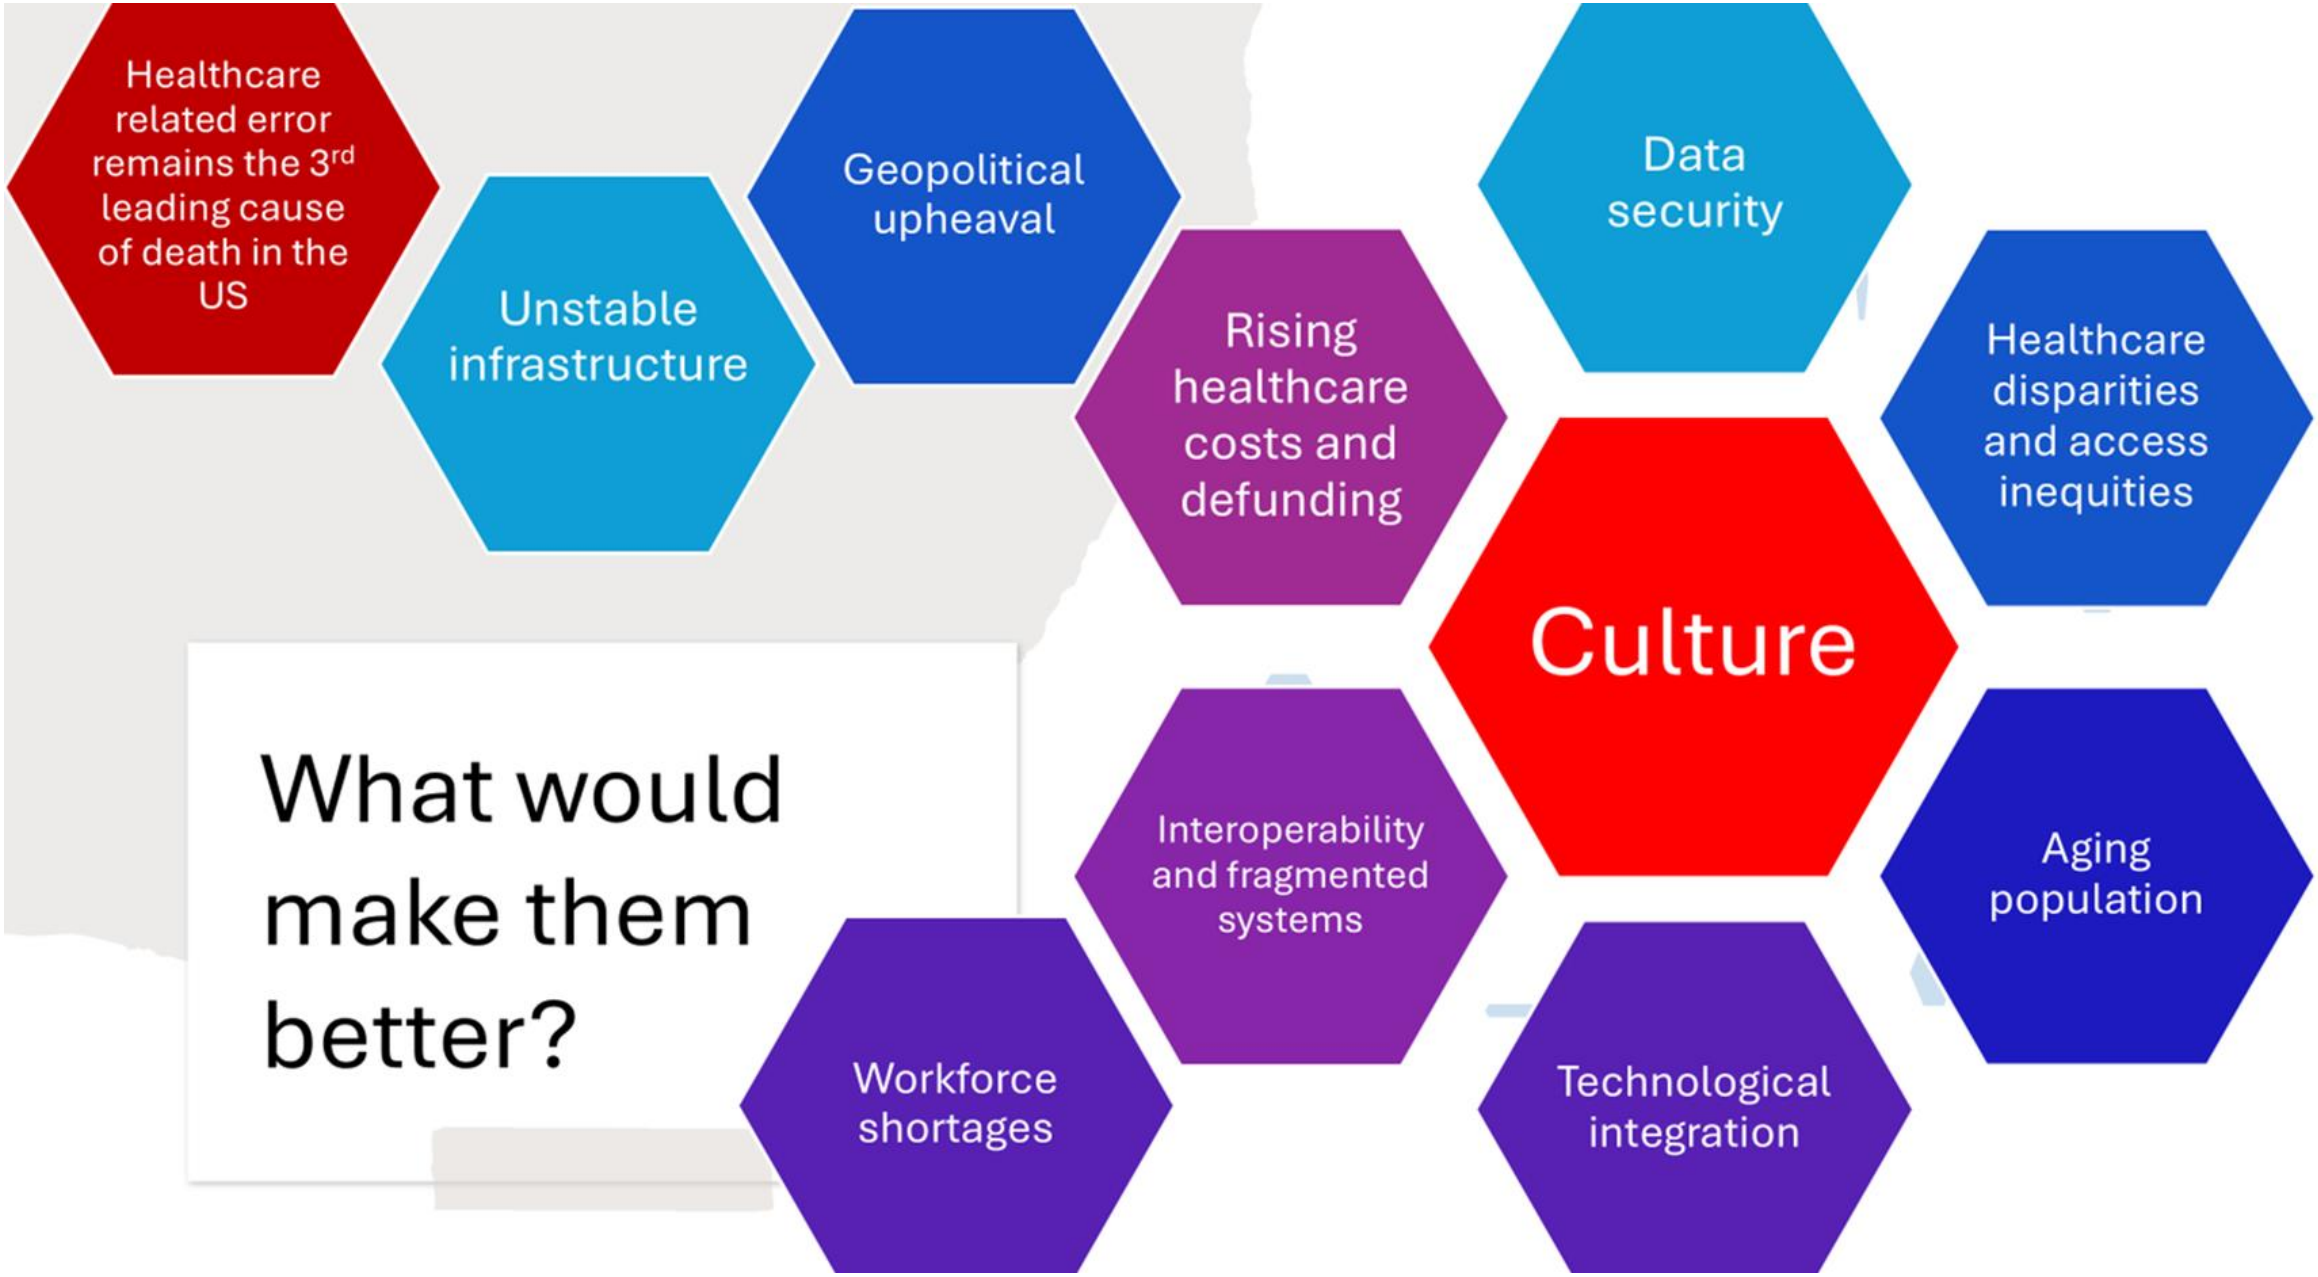 Healthcare
related error
remains the 3rd
leading cause
of death in the
US
Unstable
infrastructure
Geopolitical
upheaval
Rising
healthcare
costs and
defunding
Data
security
Healthcare
disparities
and access
inequities
Culture
What would
make them
better?
Interoperability
and fragmented
systems
Aging
population
Workforce
shortages
Technological
integration